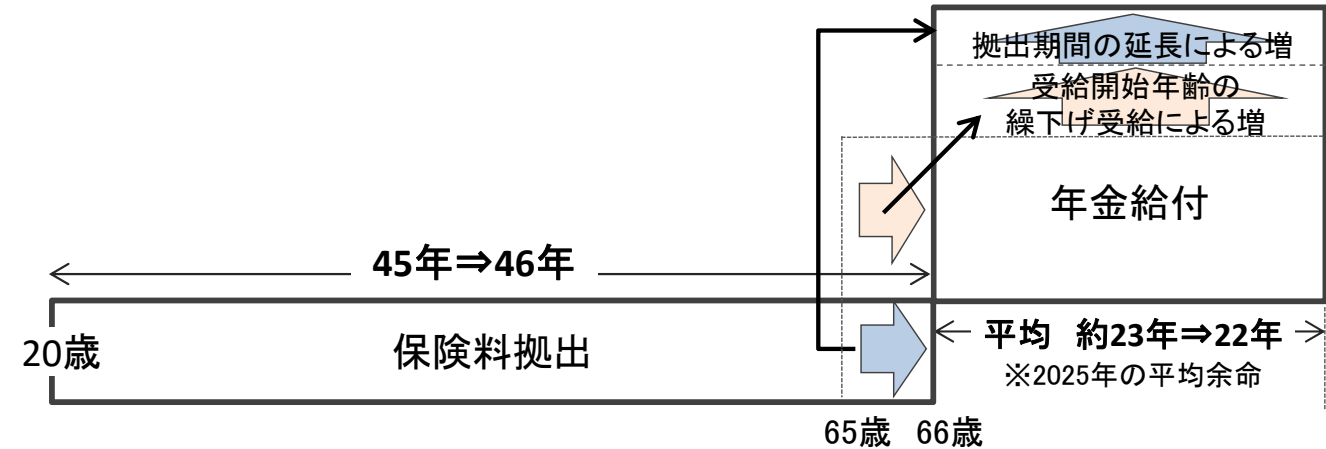 拠出期間の延長による増
受給開始年齢の
繰下げ受給による増
年金給付
45年⇒46年
20歳
保険料拠出
平均 約23年⇒22年
※2025年の平均余命
65歳 66歳